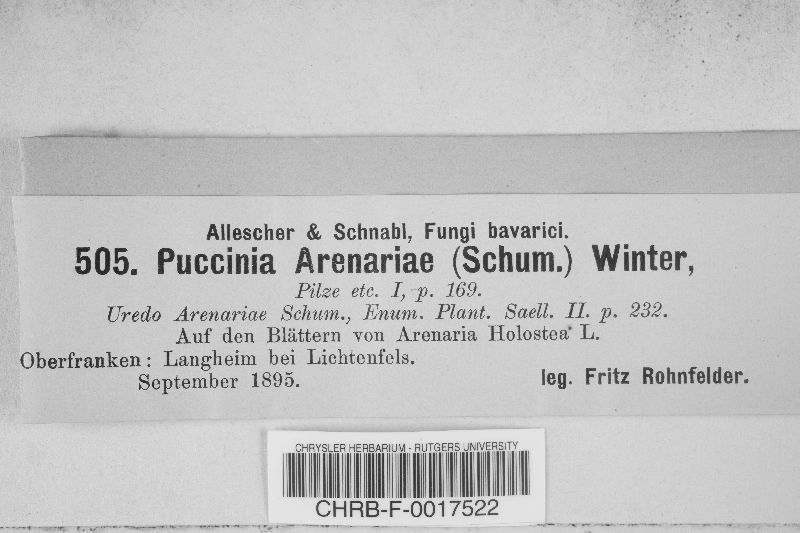 Allescher & Schnabl, Fungi bavarici.
505. Puccinia Arenariae (Schum.) Winter,
Pilze etc. I, p. 169.
Uredo Arenariae Schum., Enum. Plant. Saell. II. p. 232.
Auf den Blättern von Arenaria Holostea L.
Oberfranken: Langheim bei Lichtenfels.
September 1895.
leg. Fritz Rohnfelder.
CHRYSLER HERBARIUM - RUTGERS UNIVERSITY
CHRB-F-0017522